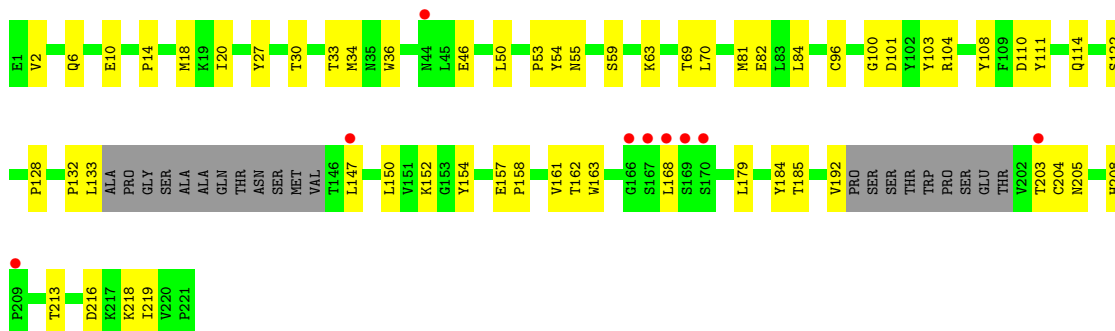 E1 V2 Q6 E10 P14 M18 K19 I20 Y27 T30 T33 M34 N35 W36 N44 L45 E46 L50 P53 Y54 N55 S59 K63 T69 L70 M81 E82 L83 L84 C96 G100 D101 Y102 Y103 R104 Y108 F109 D110 Y111 Q114
P128 P132 L133 ALA PRO GLY SER ALA ALA GLN THR ASN SER MET VAL T146 L147 L150 V151 K152 G153 Y154 E157 P158 V161 T162 W163 G166 S167 L168 S169 S170 L179 Y184 T185 V192 PRO SER SER THR TRP PRO SER GLU THR V202 T203 C204 N205
P209 T213 D216 K217 K218 I219 V220 P221